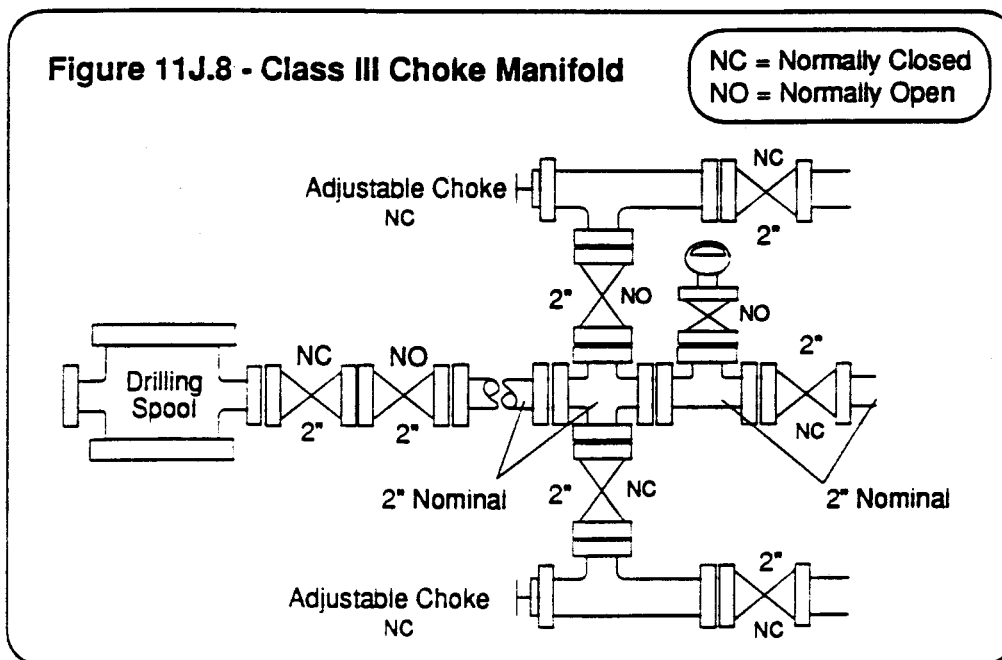 Figure 11J.8 - Class III Choke Manifold
NC = Normally Closed
NO = Normally Open
Adjustable Choke
NC
NC
2"
2"
NO
NO
2"
Drilling
Spool
NC
NO
2"
2"
NC
2" Nominal
2"
NC
2" Nominal
Adjustable Choke
NC
2"
NC